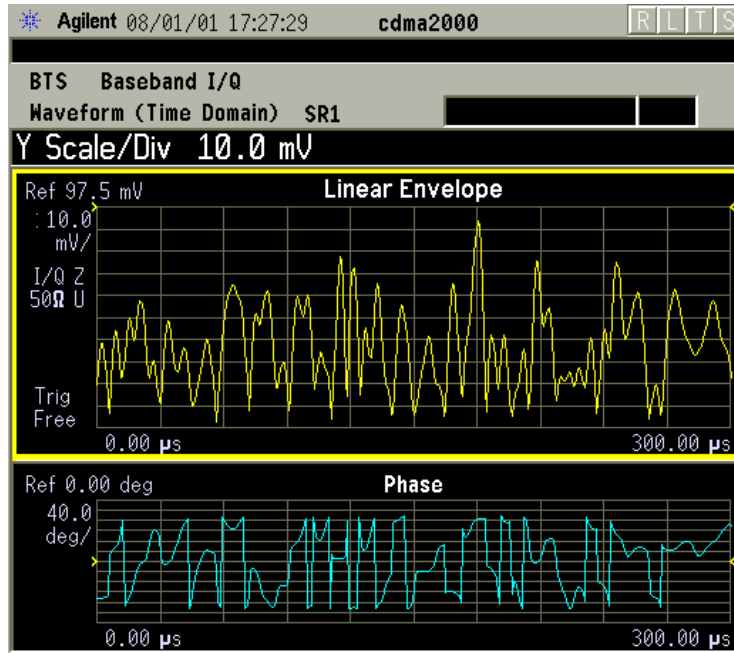 Agilent 08/01/01 17:27:29 cdma2000 R L T S
BTS Baseband I/Q
Waveform (Time Domain) SR1
Y Scale/Div 10.0 mV
Ref 97.5 mV Linear Envelope
:10.0
mV/
I/Q Z
50Ω U
Trig
Free
0.00 µs 300.00 µs
Ref 0.00 deg Phase
40.0
deg/
0.00 µs 300.00 µs